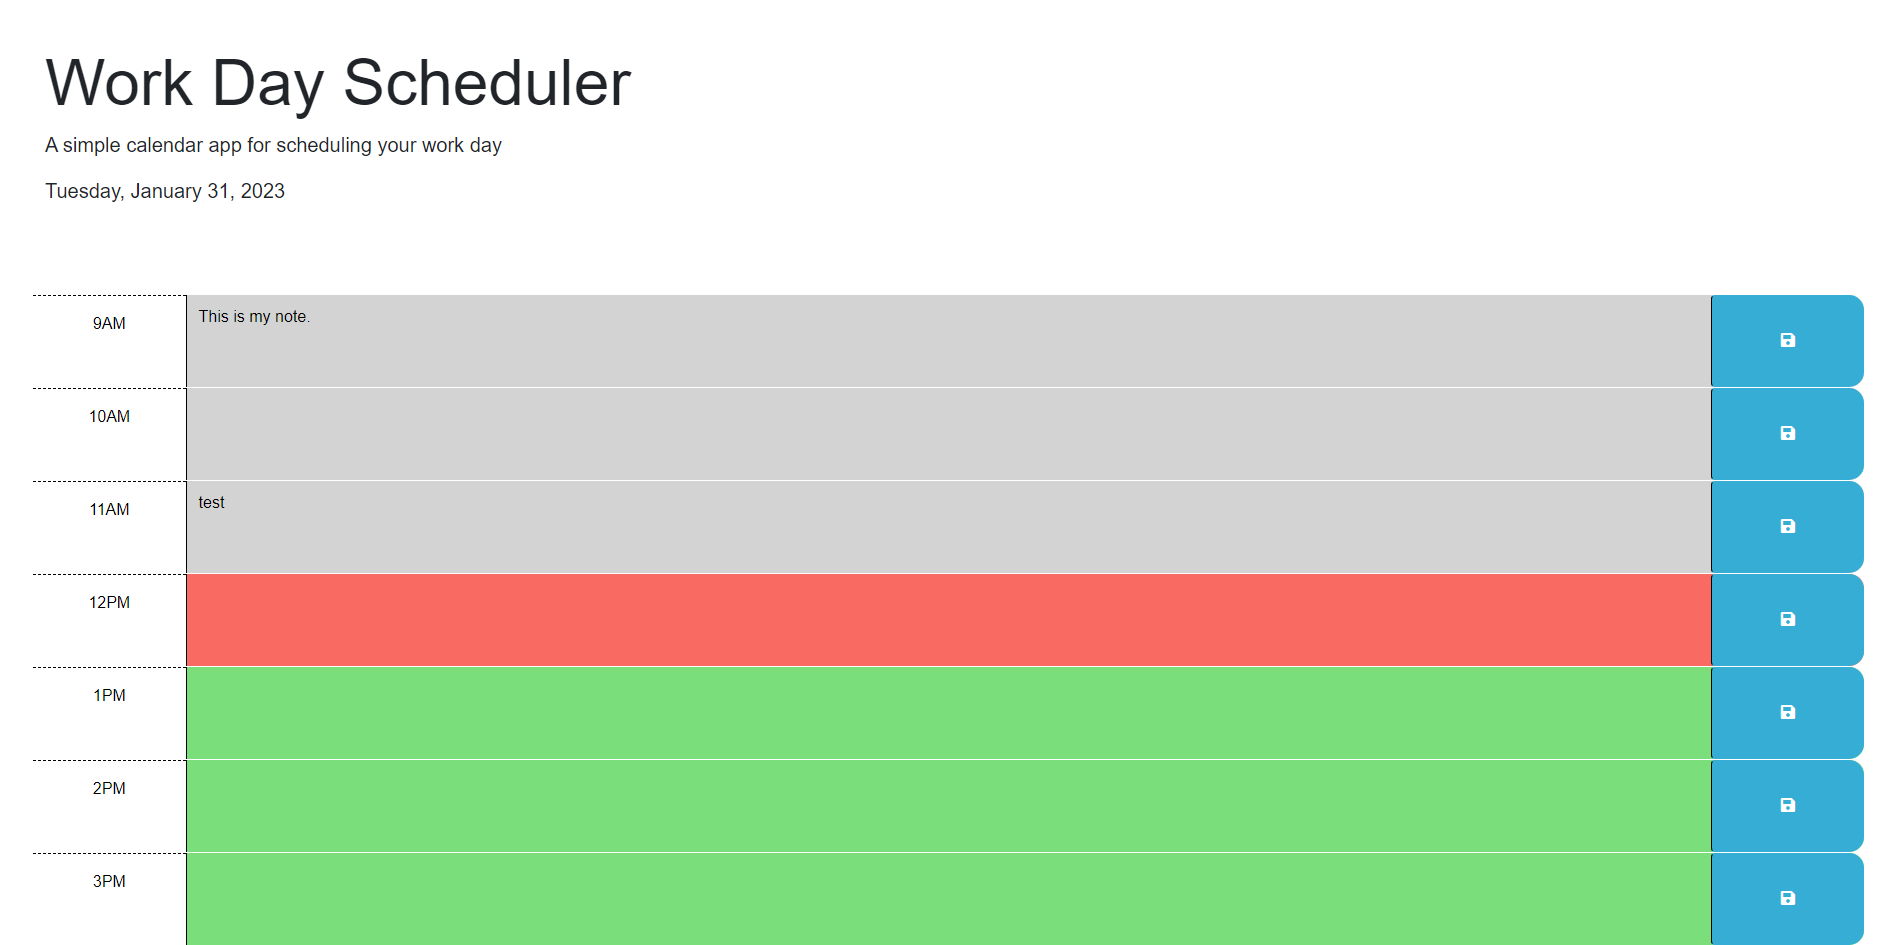 Work Day Scheduler
A simple calendar app for scheduling your work day
Tuesday, January 31, 2023
9AM
This is my note.
10AM
11AM
test
12PM
1PM
2PM
3PM